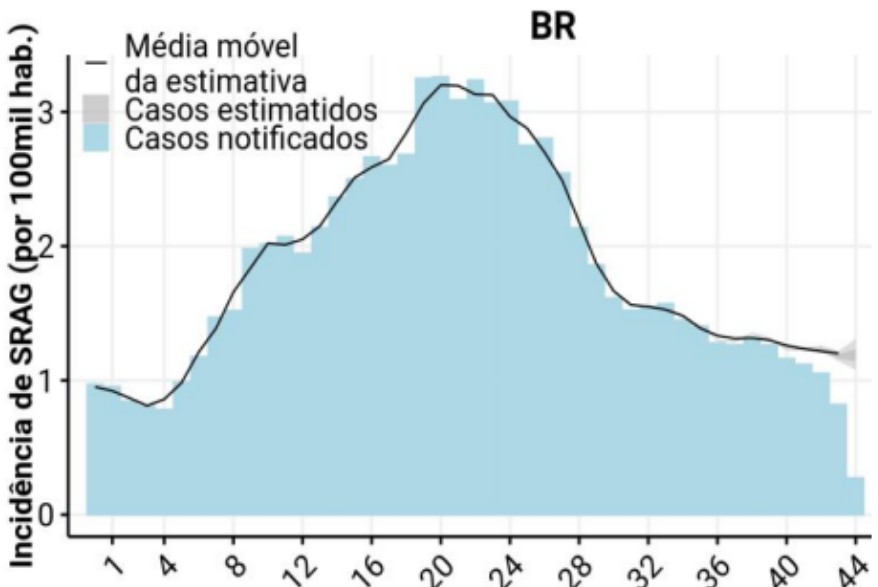 BR
Média móvel
da estimativa
Casos estimatidos
Casos notificados
Incidência de SRAG (por 100mil hab.)
3
2
1
0
1 4 8 12 16 20 24 28 32 36 40 44